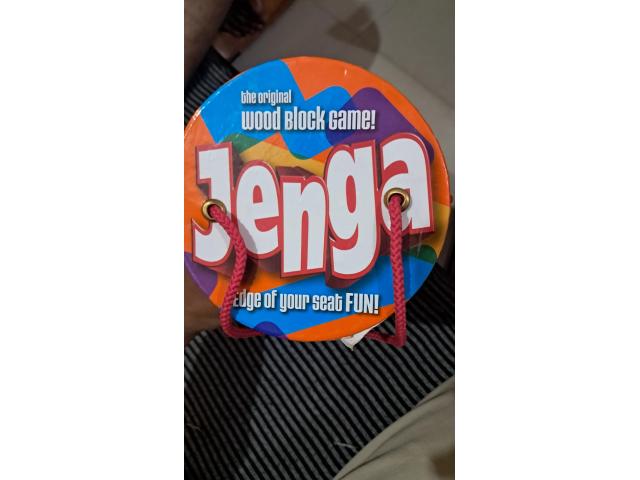 the original
wood Block Game!
Jenga
Edge of your seat FUN!